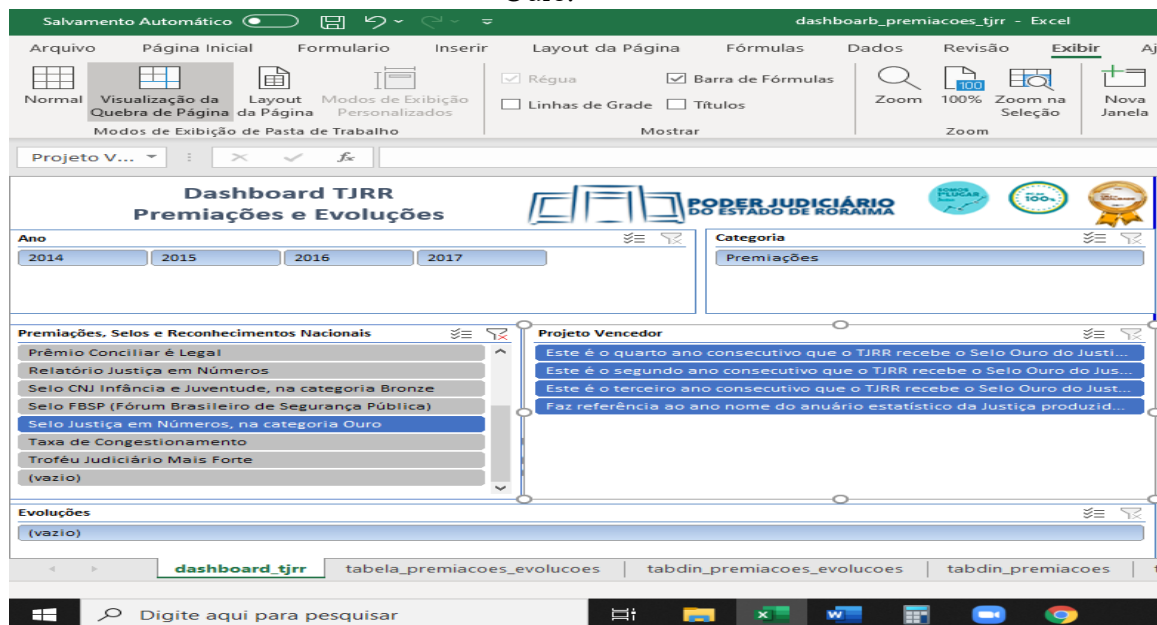 Salvamento Automático
dashboarb_premiacoes_tjrr - Excel
Arquivo Página Inicial Formulario Inserir Layout da Página Fórmulas Dados Revisão Exibir Aj
Normal
Visualização da Quebra de Página
Layout da Página
Modos de Exibição Personalizados
Modos de Exibição de Pasta de Trabalho
Régua
Barra de Fórmulas
Linhas de Grade
Títulos
Mostrar
Zoom
100
100%
Zoom na Seleção
Zoom
Nova Janela
Projeto V...
fx
Dashboard TJRR
Premiações e Evoluções
PODER JUDICIÁRIO
DO ESTADO DE RORAIMA
100%
Ano
2014 2015 2016 2017
Categoria
Premiações
Premiações, Selos e Reconhecimentos Nacionais
Prêmio Conciliar é Legal
Relatório Justiça em Números
Selo CNJ Infância e Juventude, na categoria Bronze
Selo FBSP (Fórum Brasileiro de Segurança Pública)
Selo Justiça em Números, na categoria Ouro
Taxa de Congestionamento
Troféu Judiciário Mais Forte
(vazio)
Projeto Vencedor
Este é o quarto ano consecutivo que o TJRR recebe o Selo Ouro do Justi...
Este é o segundo ano consecutivo que o TJRR recebe o Selo Ouro do Jus...
Este é o terceiro ano consecutivo que o TJRR recebe o Selo Ouro do Just...
Faz referência ao ano nome do anuário estatístico da Justiça produzid...
Evoluções
(vazio)
dashboard_tjrr tabela_premiacoes_evolucoes tabdin_premiacoes_evolucoes tabdin_premiacoes
Digite aqui para pesquisar